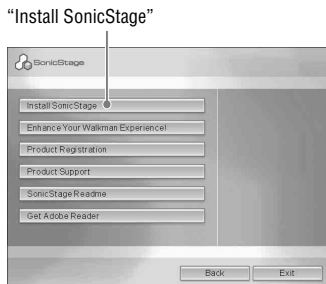 “Install SonicStage”
SonicStage
Install SonicStage
Enhance Your Walkman Experience!
Product Registration
Product Support
SonicStage Readme
Get Adobe Reader
Back
Exit